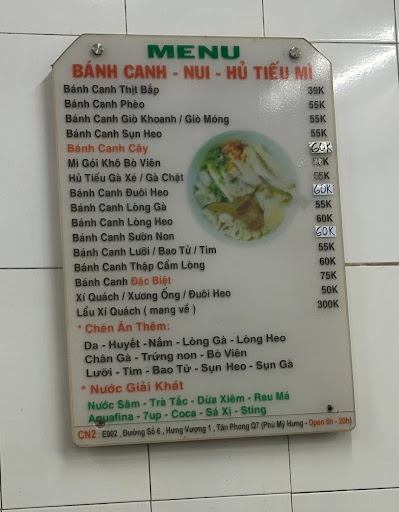 MENU
BÁNH CANH - NUI - HỦ TIẾU MÌ
Bánh Canh Thịt Bắp 39K
Bánh Canh Phèo 55K
Bánh Canh Giò Khoanh / Giò Móng 55K
Bánh Canh Sụn Heo 55K
Bánh Canh Cây 60K
Mì Gói Khô Bò Viên
Hủ Tiếu Gà Xé / Gà Chặt 55K
Bánh Canh Đuôi Heo 60K
Bánh Canh Lòng Gà 55K
Bánh Canh Lòng Heo 60K
Bánh Canh Sườn Non 60K
Bánh Canh Lưỡi / Bao Tử / Tim 55K
Bánh Canh Thập Cẩm Lòng 60K
Bánh Canh Đặc Biệt 75K
Xí Quách / Xương Ống / Đuôi Heo 50K
Lẩu Xí Quách ( mang về ) 300K
* Chén Ăn Thêm:
Da - Huyết - Nấm - Lòng Gà - Lòng Heo
Chân Gà - Trứng non - Bò Viên
Lưỡi - Tim - Bao Tử - Sụn Heo - Sụn Gà
* Nước Giải Khát
Nước Sâm - Trà Tắc - Dừa Xiêm - Rau Má
Aquafina - 7up - Coca - Sá Xị - Sting
CN2 : E002 , Đường Số 6 , Hưng Vượng 1 , Tân Phong Q7 (Phú Mỹ Hưng - Open 6h - 20h)